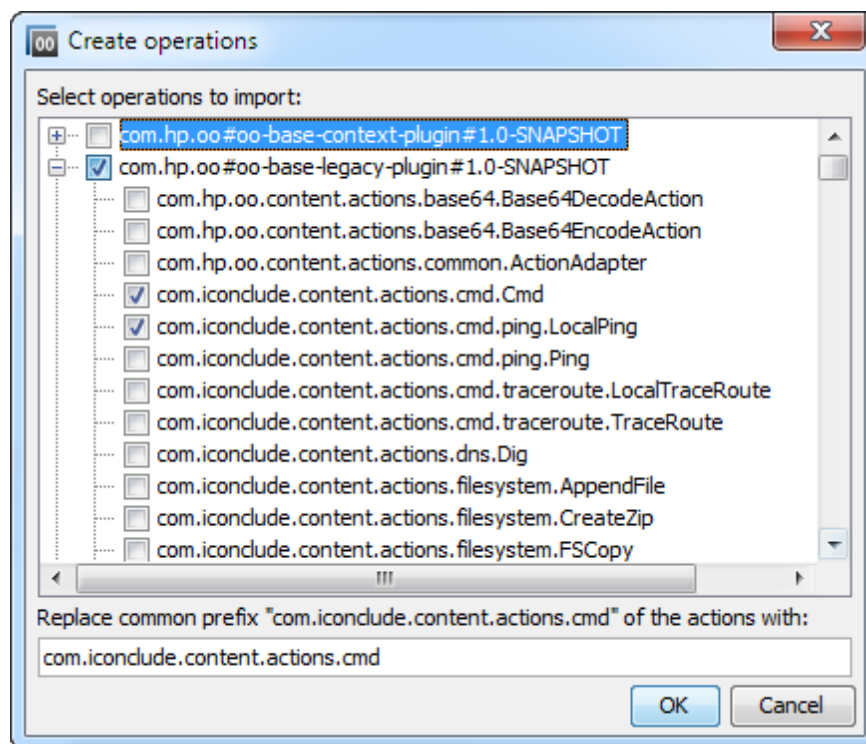 Create operations
Select operations to import:
com.hp.oo#oo-base-context-plugin#1.0-SNAPSHOT
com.hp.oo#oo-base-legacy-plugin#1.0-SNAPSHOT
com.hp.oo.content.actions.base64.Base64DecodeAction
com.hp.oo.content.actions.base64.Base64EncodeAction
com.hp.oo.content.actions.common.ActionAdapter
com.iconclude.content.actions.cmd.Cmd
com.iconclude.content.actions.cmd.ping.LocalPing
com.iconclude.content.actions.cmd.ping.Ping
com.iconclude.content.actions.cmd.traceroute.LocalTraceRoute
com.iconclude.content.actions.cmd.traceroute.TraceRoute
com.iconclude.content.actions.dns.Dig
com.iconclude.content.actions.filesystem.AppendFile
com.iconclude.content.actions.filesystem.CreateZip
com.iconclude.content.actions.filesystem.FSCopy
Replace common prefix "com.iconclude.content.actions.cmd" of the actions with:
com.iconclude.content.actions.cmd
OK Cancel